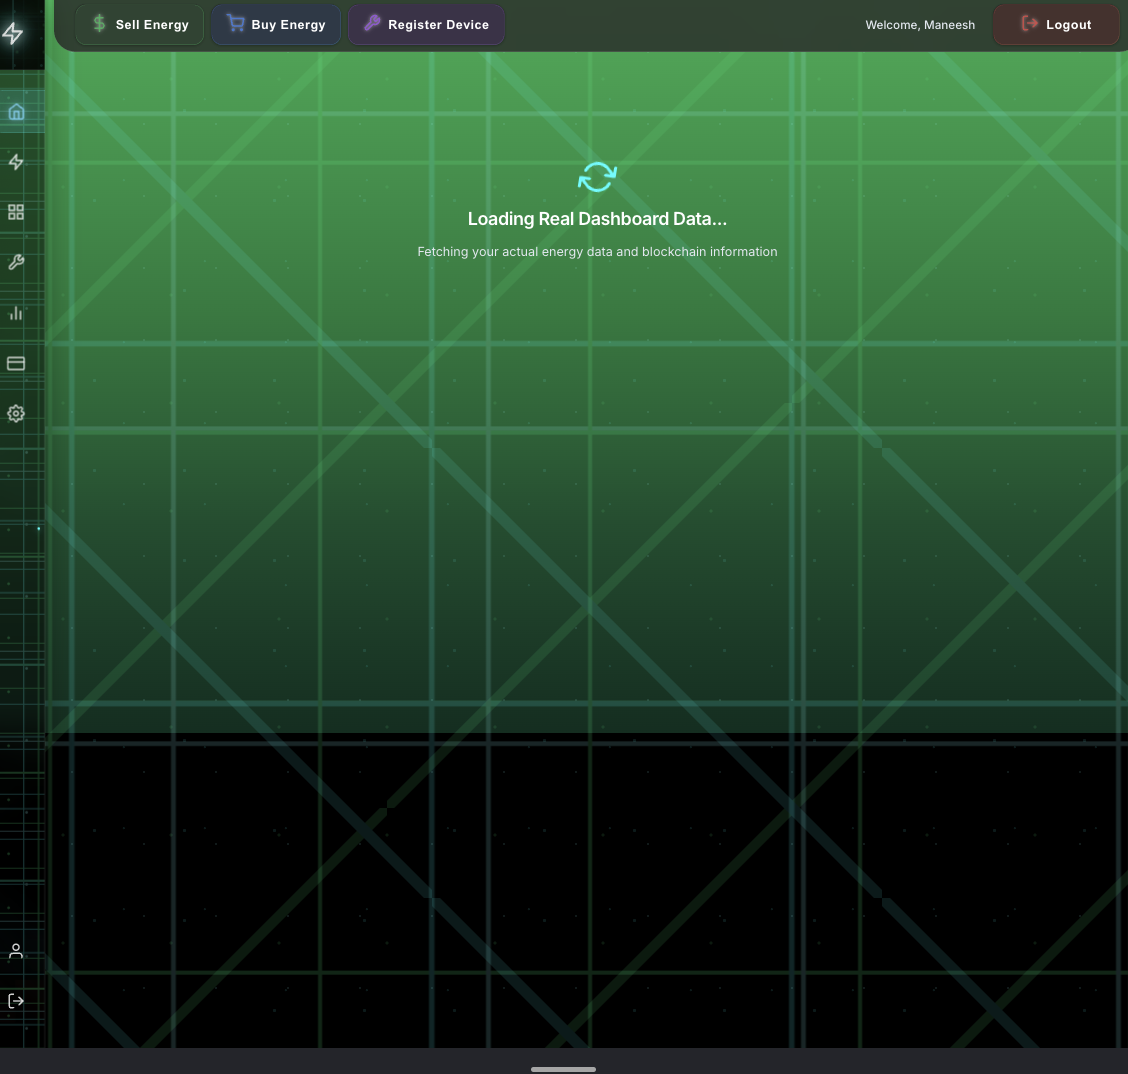 Sell Energy
Buy Energy
Register Device
Welcome, Maneesh
Logout
Loading Real Dashboard Data...
Fetching your actual energy data and blockchain information